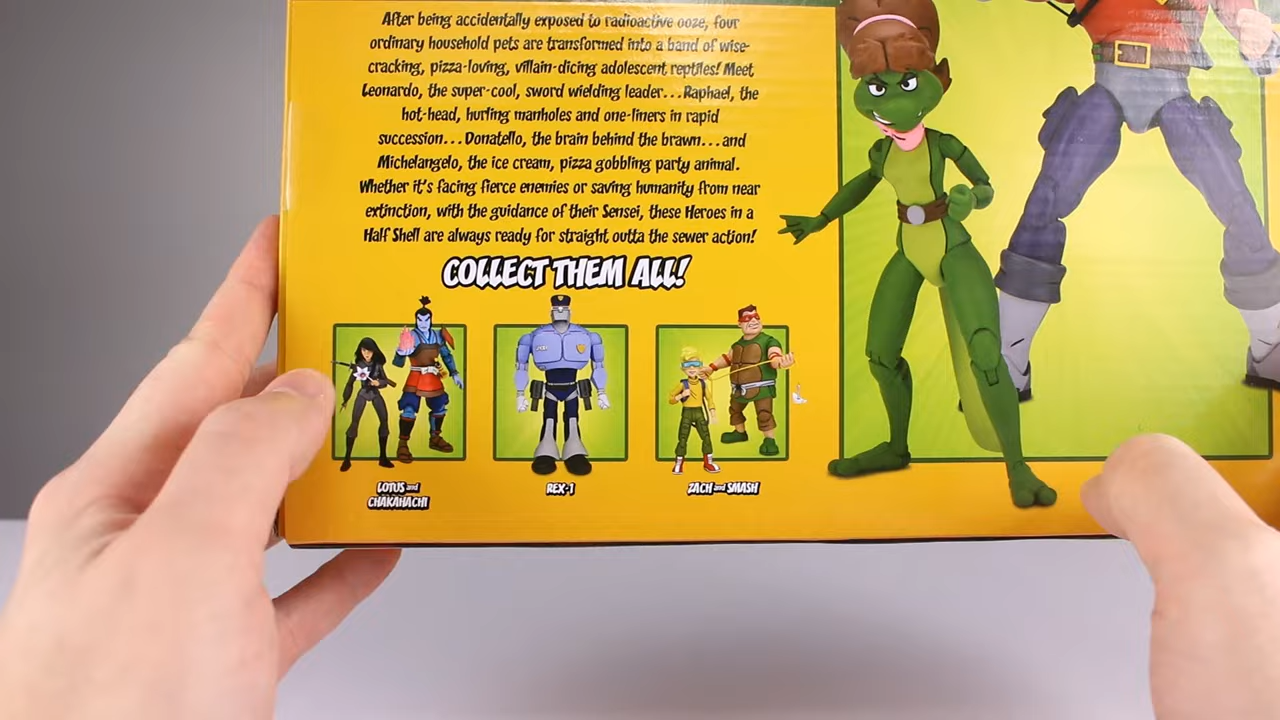 After being accidentally exposed to radioactive ooze, four
ordinary household pets are transformed into a band of wise-
cracking, pizza-loving, villain-dicing adolescent reptiles! Meet
Leonardo, the super-cool, sword wielding leader...Raphael, the
hot-head, hurling manholes and one-liners in rapid
succession...Donatello, the brain behind the brawn...and
Michelangelo, the ice cream, pizza gobbling party animal.
Whether it's facing fierce enemies or saving humanity from near
extinction, with the guidance of their Sensei, these Heroes in a
Half Shell are always ready for straight outta the sewer action!
COLLECT THEM ALL!
LOTUS and
CHAKAHACHI
REX-1
ZACH and SMASH